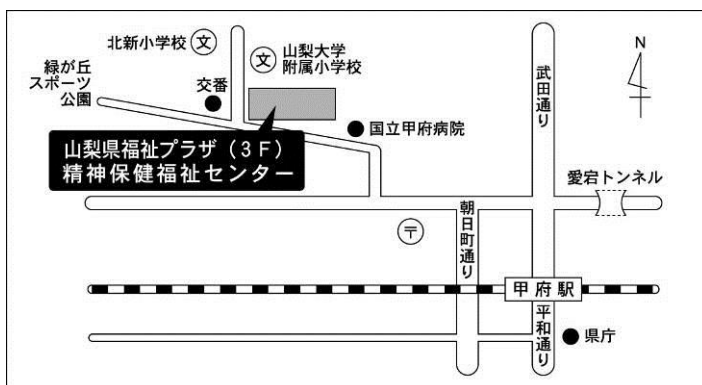 北新小学校
文
文
山梨大学
附属小学校
緑が丘
スポーツ
公園
交番
国立甲府病院
山梨県福祉プラザ(3F)
精神保健福祉センター
武田通り
N
愛宕トンネル
朝日町通り
〒
甲府駅
平和通り
県庁